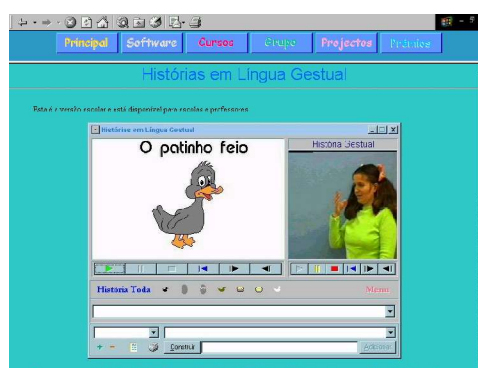 Principal Software Cursos Grupo Projectos Prémios
Histórias em Língua Gestual
Esta é a versão escolar e está disponível para escolas e professores
Histórias em Língua Gestual
O patinho feio
História Gestual
História Toda Menu
Construir Adicionar